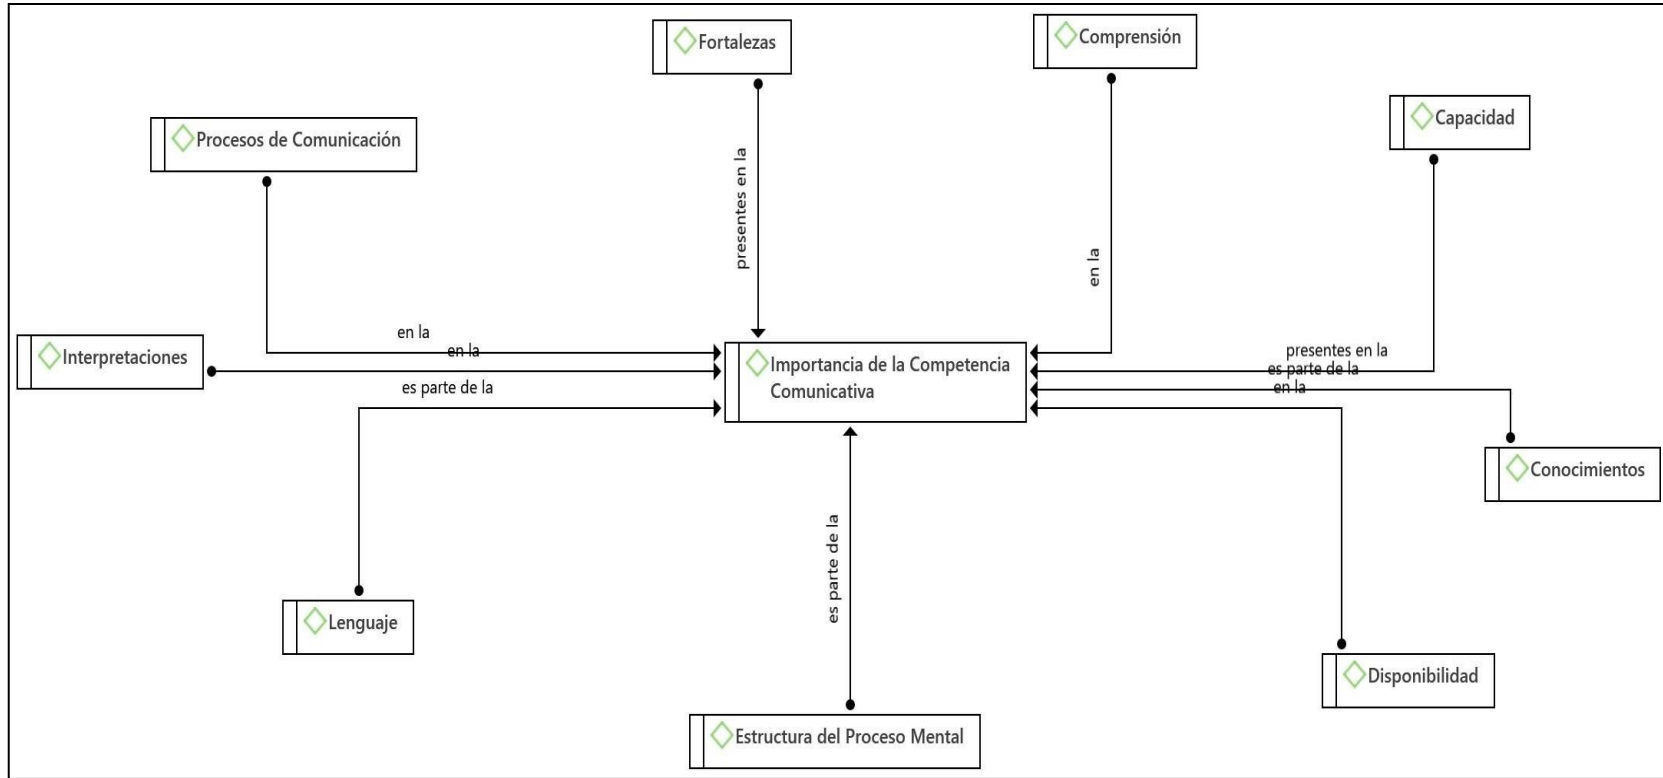 Fortalezas
Comprensión
Capacidad
Procesos de Comunicación
presentes en la
en la
en la
en la
Interpretaciones
es parte de la
Importancia de la Competencia
Comunicativa
presentes en la
es parte de la
en la
Conocimientos
es parte de la
Lenguaje
Disponibilidad
Estructura del Proceso Mental